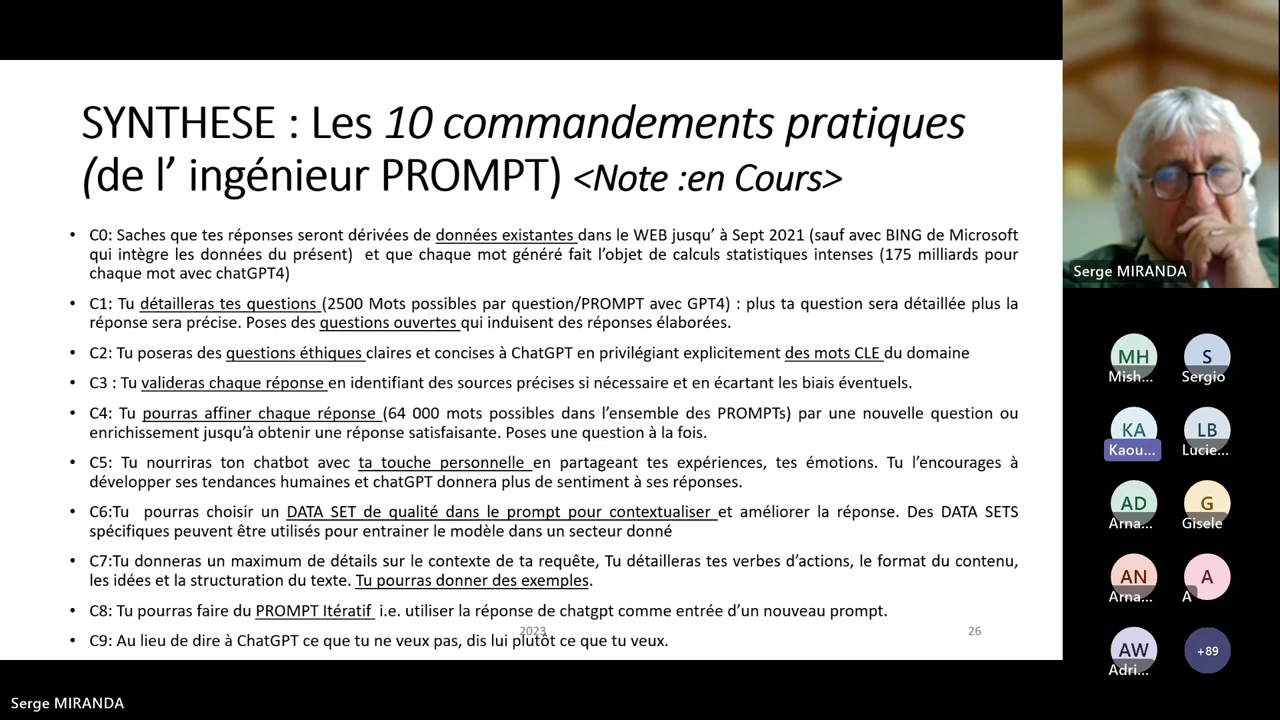 SYNTHESE : Les 10 commandements pratiques
(de l’ ingénieur PROMPT) <Note :en Cours>
• C0: Saches que tes réponses seront dérivées de données existantes dans le WEB jusqu’ à Sept 2021 (sauf avec BING de Microsoft
qui intègre les données du présent) et que chaque mot généré fait l’objet de calculs statistiques intenses (175 milliards pour
chaque mot avec chatGPT4)
• C1: Tu détailleras tes questions (2500 Mots possibles par question/PROMPT avec GPT4) : plus ta question sera détaillée plus la
réponse sera précise. Poses des questions ouvertes qui induisent des réponses élaborées.
• C2: Tu poseras des questions éthiques claires et concises à ChatGPT en privilégiant explicitement des mots CLE du domaine
• C3 : Tu valideras chaque réponse en identifiant des sources précises si nécessaire et en écartant les biais éventuels.
• C4: Tu pourras affiner chaque réponse (64 000 mots possibles dans l’ensemble des PROMPTs) par une nouvelle question ou
enrichissement jusqu’à obtenir une réponse satisfaisante. Poses une question à la fois.
• C5: Tu nourriras ton chatbot avec ta touche personnelle en partageant tes expériences, tes émotions. Tu l’encourages à
développer ses tendances humaines et chatGPT donnera plus de sentiment à ses réponses.
• C6:Tu pourras choisir un DATA SET de qualité dans le prompt pour contextualiser et améliorer la réponse. Des DATA SETS
spécifiques peuvent être utilisés pour entrainer le modèle dans un secteur donné
• C7:Tu donneras un maximum de détails sur le contexte de ta requête, Tu détailleras tes verbes d’actions, le format du contenu,
les idées et la structuration du texte. Tu pourras donner des exemples.
• C8: Tu pourras faire du PROMPT Itératif i.e. utiliser la réponse de chatgpt comme entrée d’un nouveau prompt.
• C9: Au lieu de dire à ChatGPT ce que tu ne veux pas, dis lui plutôt ce que tu veux.
2023
26
Serge MIRANDA
MH
Mish...
S
Sergio
KA
Kaou...
LB
Lucie...
AD
Arna...
G
Gisele
AN
Arna...
A
A
AW
Adri...
+89
Serge MIRANDA